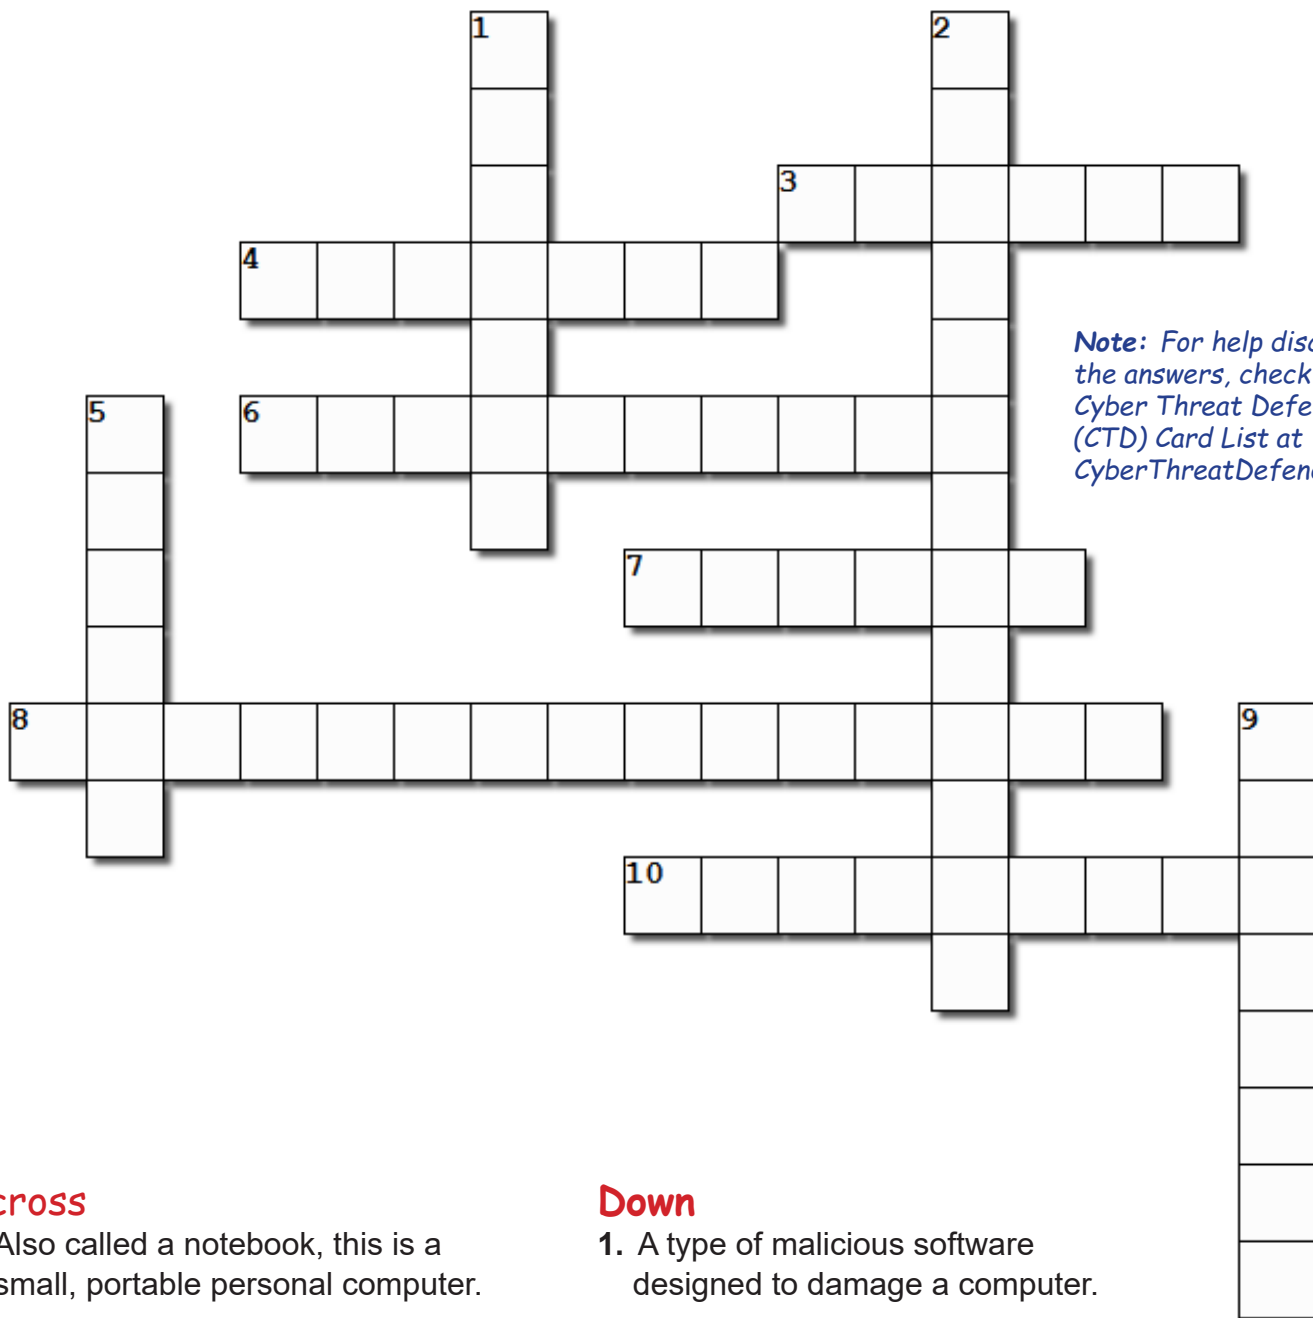 1
2
3
4
Note: For help disc
the answers, check
Cyber Threat Defe
(CTD) Card List at
CyberThreatDefen
5
6
7
8
9
10
cross
Also called a notebook, this is a
small, portable personal computer.
Down
1. A type of malicious software
designed to damage a computer.